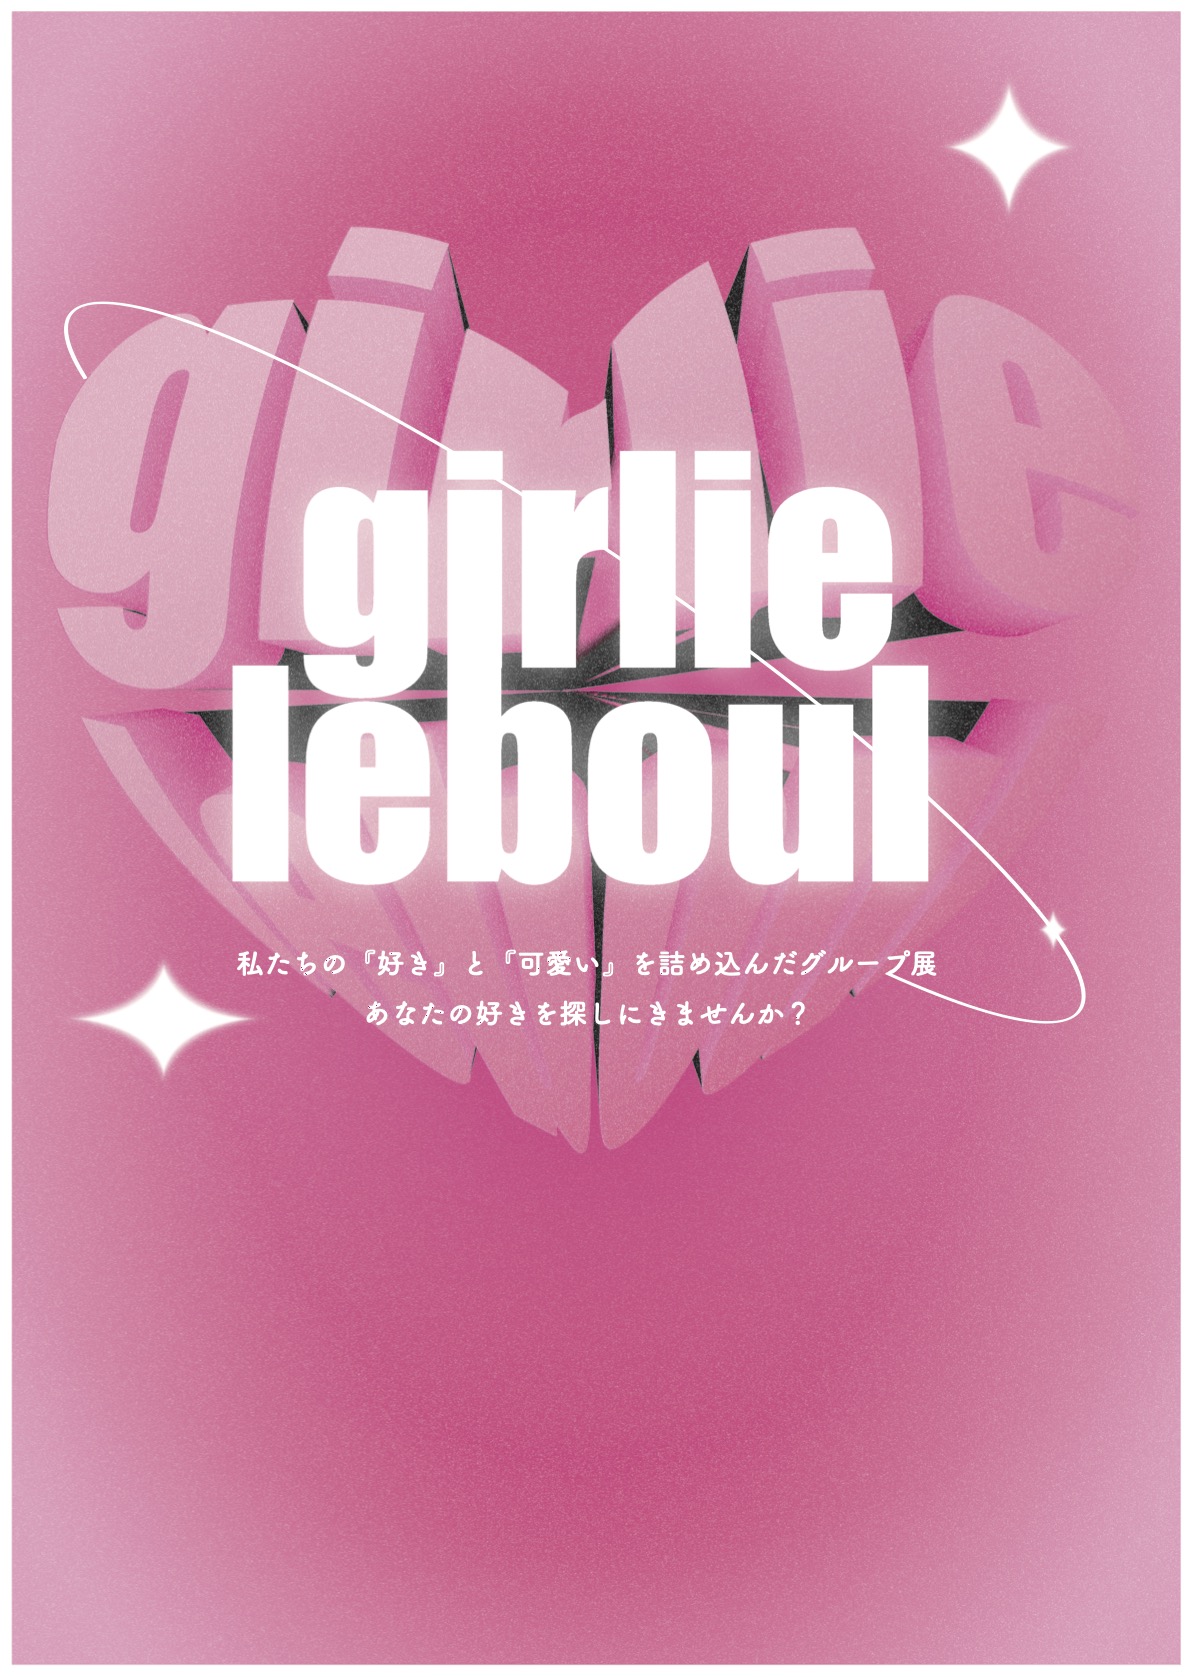 girlie
girlie
leboul
私たちの『好き』と『可愛い』を詰め込んだグループ展
あなたの好きを探しにきませんか？